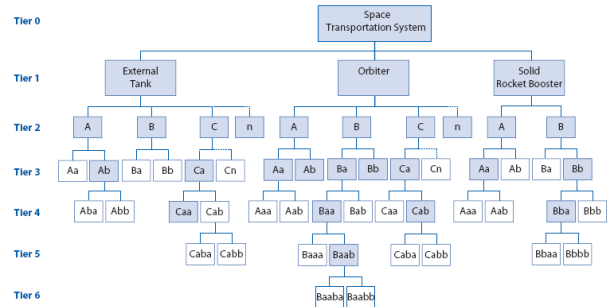 Tier 0
Space
Transportation System
Tier 1
External
Tank
Orbiter
Solid
Rocket Booster
Tier 2
A B C n A B C n A B
Tier 3
Aa Ab Ba Bb Ca Cn Aa Ab Ba Bb Ca Cn Aa Ab Ba Bb
Tier 4
Aba Abb Caa Cab Aaa Aab Baa Bab Caa Cab Aaa Aab Bba Bbb
Tier 5
Caba Cabb Baaa Baab Caba Cabb Bbaa Bbbb
Tier 6
Baaba Baabb